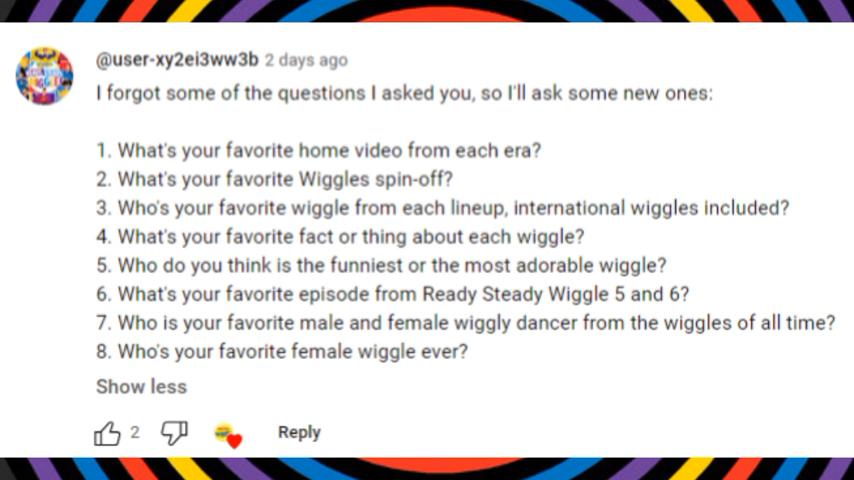 @user-xy2ei3ww3b 2 days ago
I forgot some of the questions I asked you, so I'll ask some new ones:
1. What's your favorite home video from each era?
2. What's your favorite Wiggles spin-off?
3. Who's your favorite wiggle from each lineup, international wiggles included?
4. What's your favorite fact or thing about each wiggle?
5. Who do you think is the funniest or the most adorable wiggle?
6. What's your favorite episode from Ready Steady Wiggle 5 and 6?
7. Who is your favorite male and female wiggly dancer from the wiggles of all time?
8. Who's your favorite female wiggle ever?
Show less
2 Reply